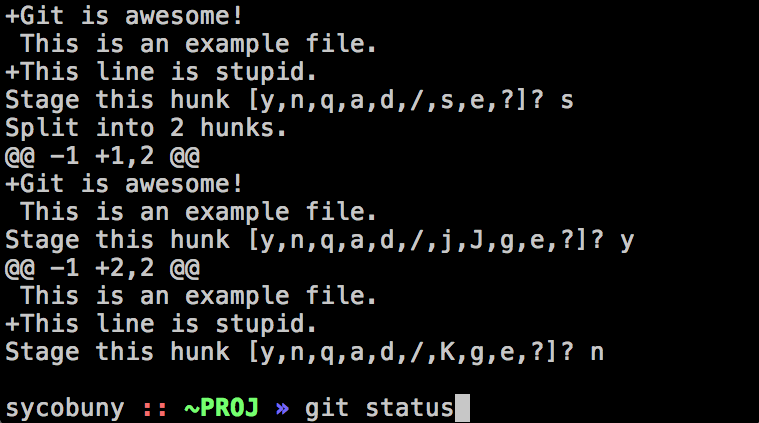 +Git is awesome!
 This is an example file.
+This line is stupid.
Stage this hunk [y,n,q,a,d,/,s,e,?]? s
Split into 2 hunks.
@@ -1 +1,2 @@
+Git is awesome!
 This is an example file.
Stage this hunk [y,n,q,a,d,/,j,J,g,e,?]? y
@@ -1 +2,2 @@
 This is an example file.
+This line is stupid.
Stage this hunk [y,n,q,a,d,/,K,g,e,?]? n
sycobuny :: ~PROJ » git status